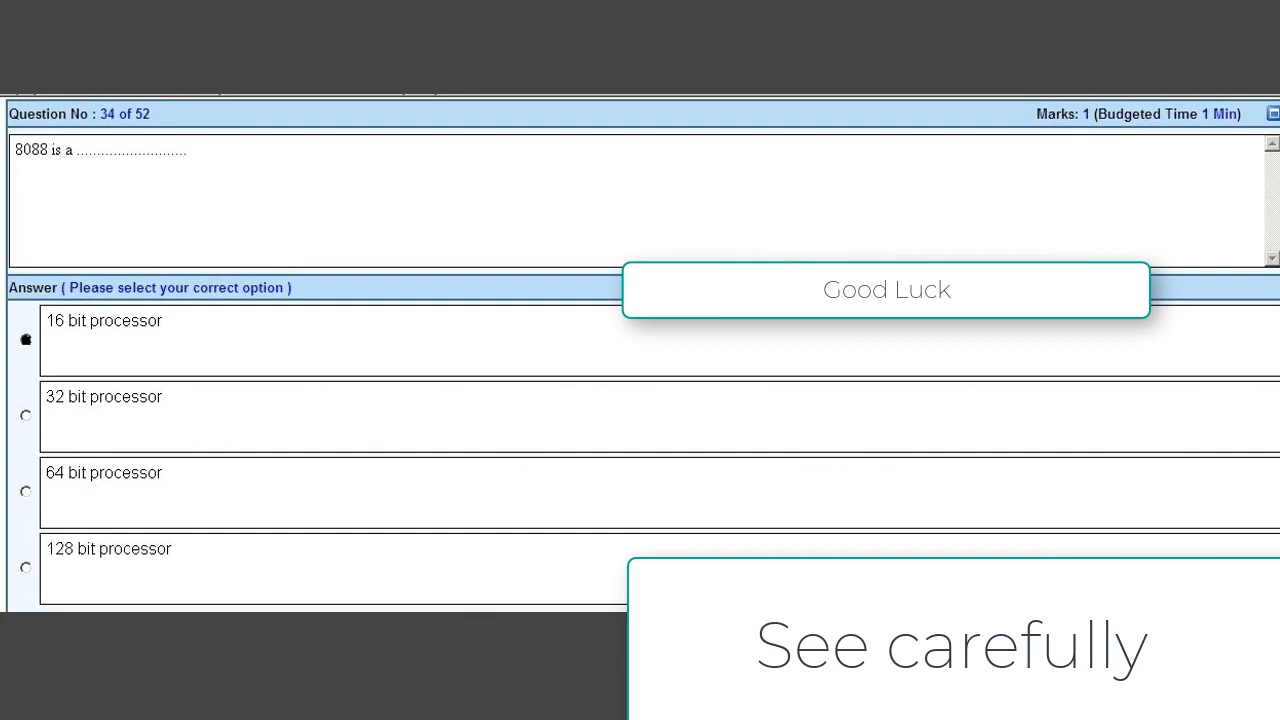 Question No : 34 of 52
Marks: 1 (Budgeted Time 1 Min)
8088 is a ...........................
Answer ( Please select your correct option )
Good Luck
16 bit processor
32 bit processor
64 bit processor
128 bit processor
See carefully